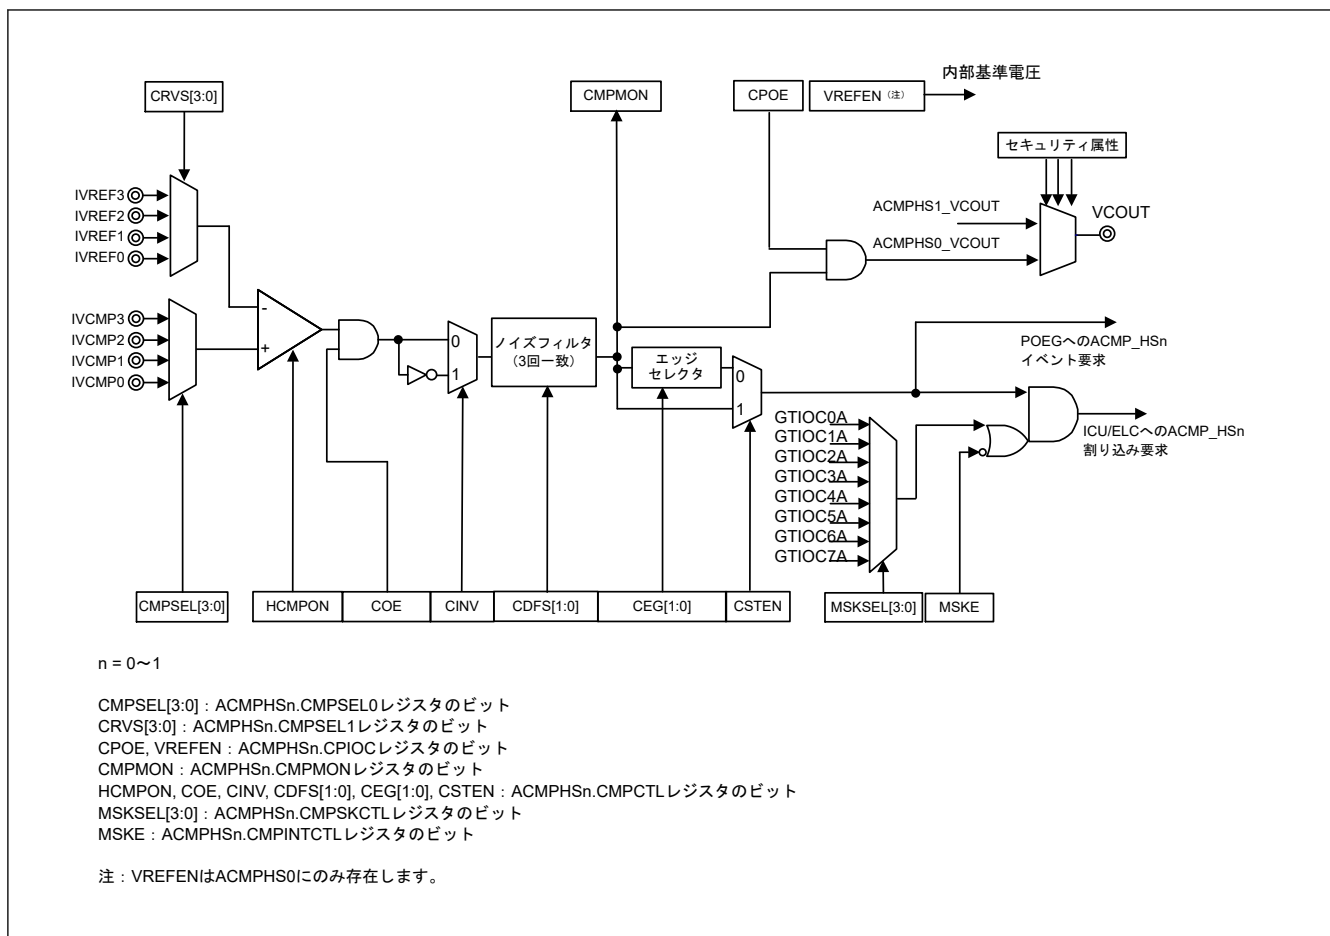 内部基準電圧
CRVS[3:0]
CMPMON
CPOE
VREFEN（注）
セキュリティ属性
IVREF3
IVREF2
IVREF1
IVREF0
ACMPHS1_VCOUT
VCOUT
ACMPHS0_VCOUT
IVCMP3
IVCMP2
IVCMP1
IVCMP0
-
+
0
1
ノイズフィルタ
（3回一致）
エッジ
セレクタ
0
1
POEGへのACMP_HSn
イベント要求
GTIOC0A
GTIOC1A
GTIOC2A
GTIOC3A
GTIOC4A
GTIOC5A
GTIOC6A
GTIOC7A
ICU/ELCへのACMP_HSn
割り込み要求
CMPSEL[3:0]
HCMPON
COE
CINV
CDFS[1:0]
CEG[1:0]
CSTEN
MSKSEL[3:0]
MSKE
n = 0～1
CMPSEL[3:0]：ACMPHSn.CMPSEL0レジスタのビット
CRVS[3:0]：ACMPHSn.CMPSEL1レジスタのビット
CPOE, VREFEN：ACMPHSn.CPIOCレジスタのビット
CMPMON：ACMPHSn.CMPMONレジスタのビット
HCMPON, COE, CINV, CDFS[1:0], CEG[1:0], CSTEN：ACMPHSn.CMPCTLレジスタのビット
MSKSEL[3:0]：ACMPHSn.CMPSKCTLレジスタのビット
MSKE：ACMPHSn.CMPINTCTLレジスタのビット
注：VREFENはACMPHS0にのみ存在します。